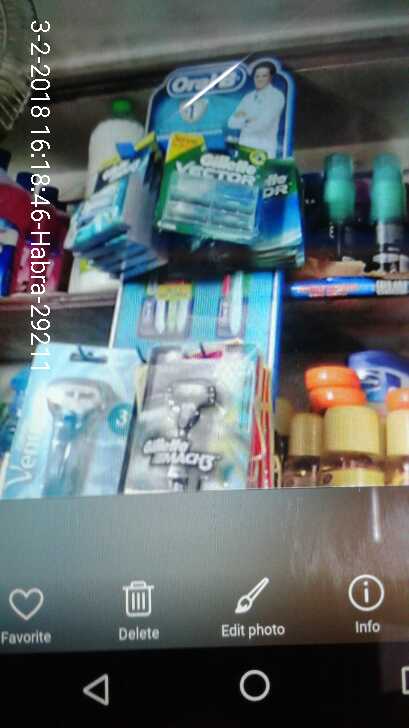 3-2-2018 16:18:46-Habra-29211
Oral-B
Gillette
Gillette
VECTOR
Venus
3
Gillette
MACH3
Favorite
Delete
Edit photo
Info